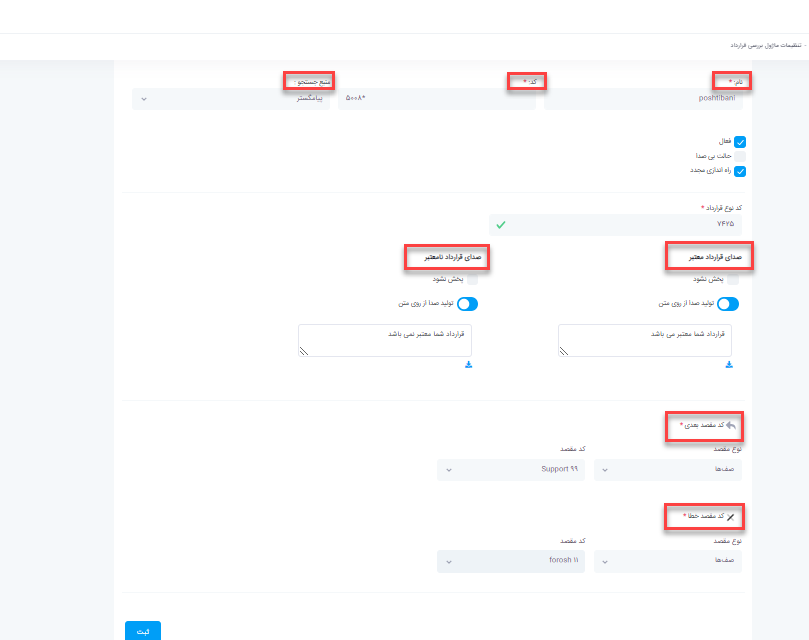 - تنظیمات ماژول بررسی قرارداد
نام: * کد: * منبع جستجو:
poshtibani *۵۰۰۸ پیامگستر
فعال
حالت بی صدا
راه اندازی مجدد
کد نوع قرارداد *
۷۴۲۵
صدای قرارداد معتبر صدای قرارداد نامعتبر
پخش نشود پخش نشود
تولید صدا از روی متن تولید صدا از روی متن
قرارداد شما معتبر می باشد قرارداد شما معتبر نمی باشد
کد مقصد بعدی *
نوع مقصد کد مقصد
صف‌ها Support ۹۹
کد مقصد خطا *
نوع مقصد کد مقصد
صف‌ها forosh ۱۱
ثبت